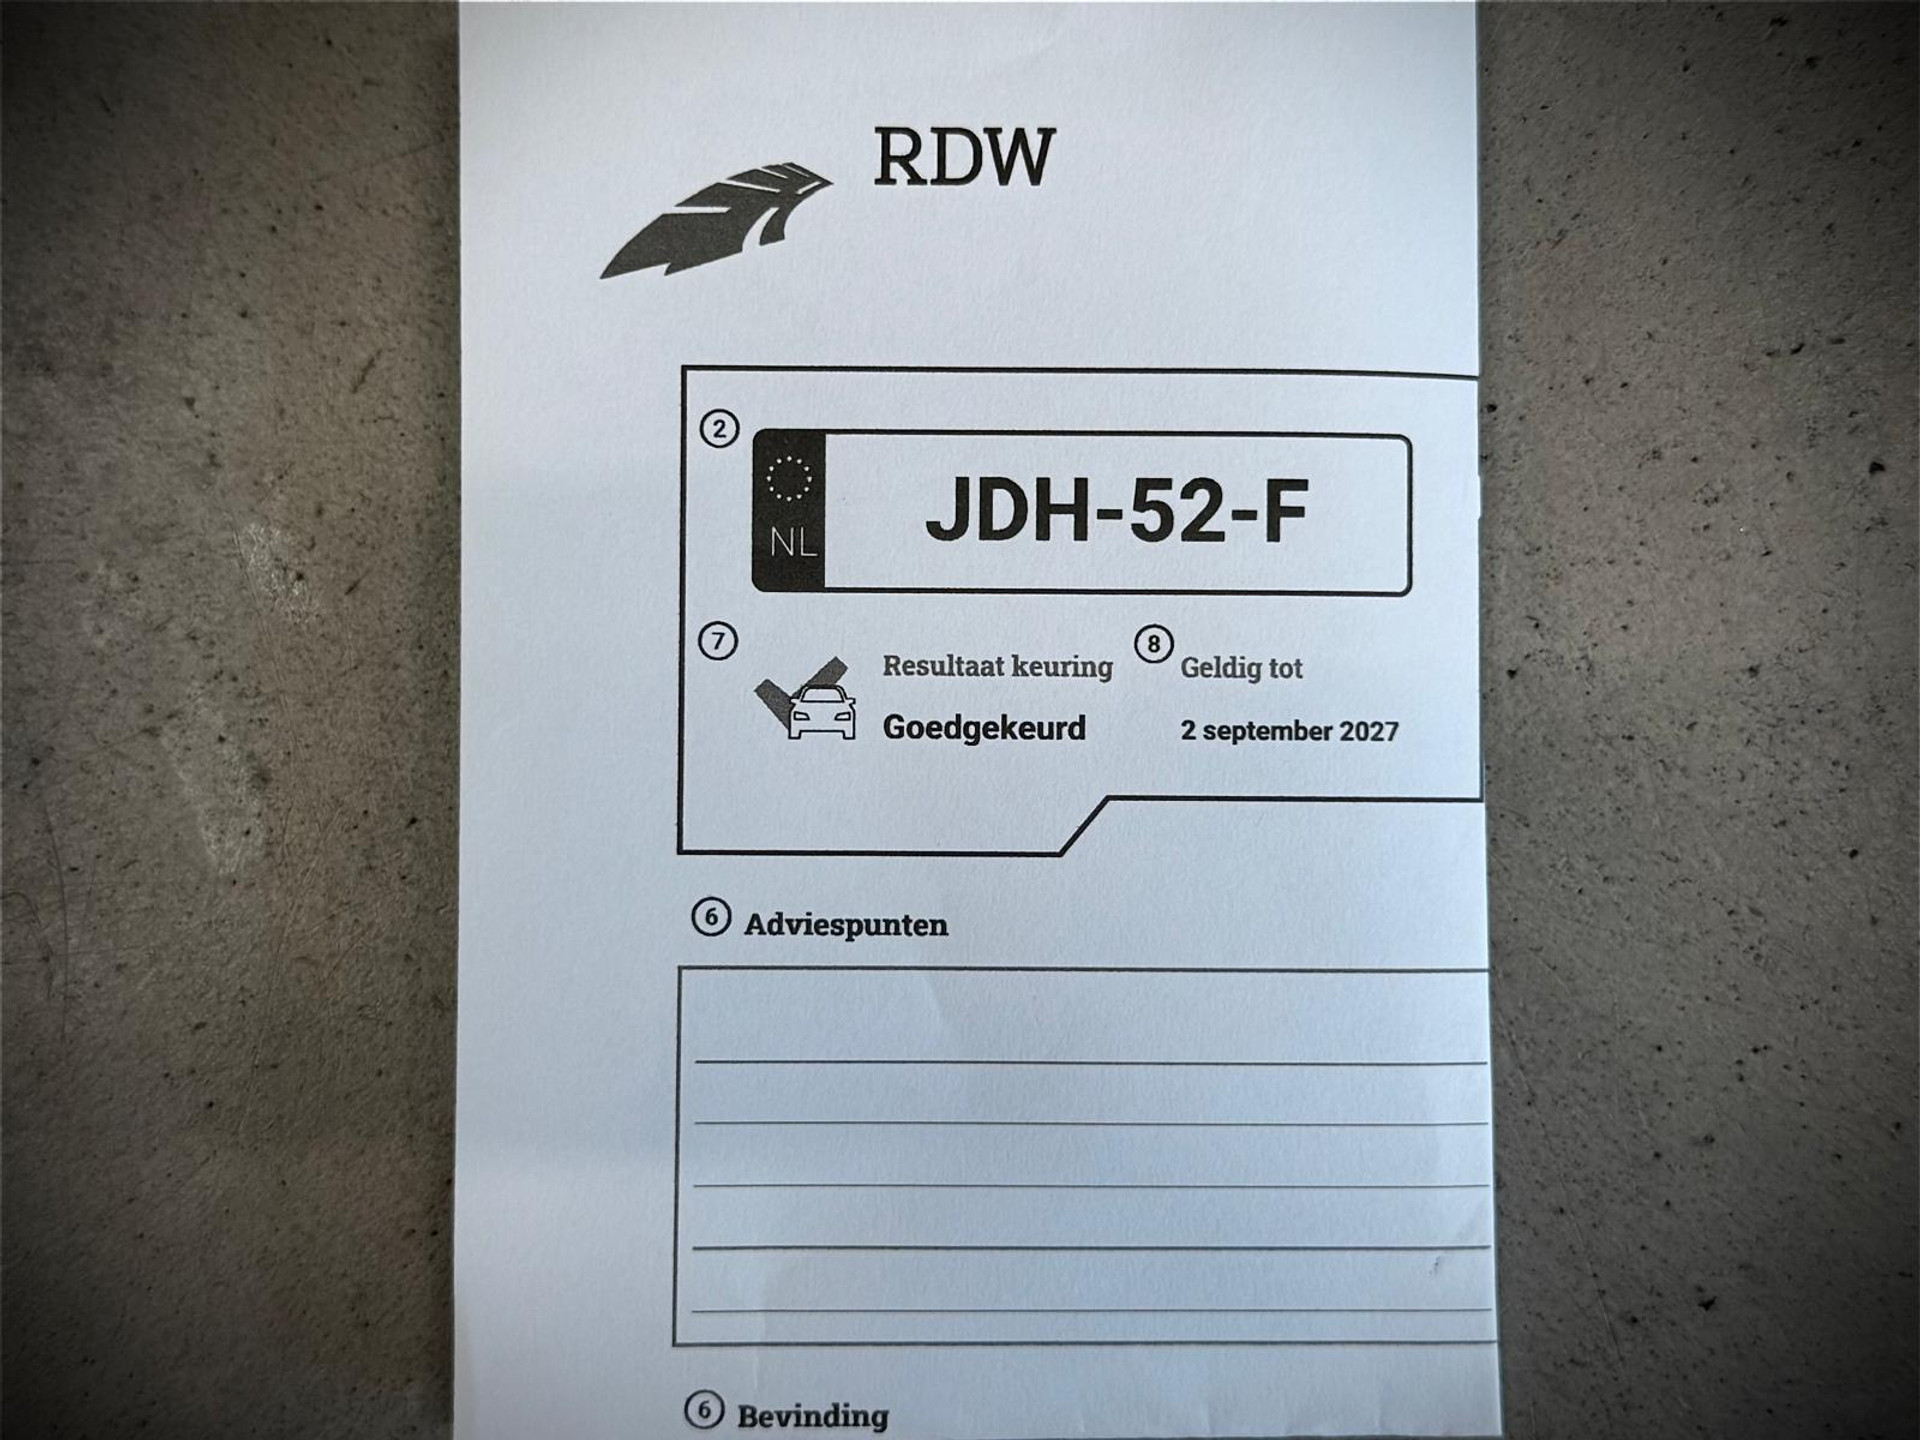 RDW
2
NL
JDH-52-F
7 Resultaat keuring 8 Geldig tot
Goedgekeurd 2 september 2027
6 Adviespunten
6 Bevinding